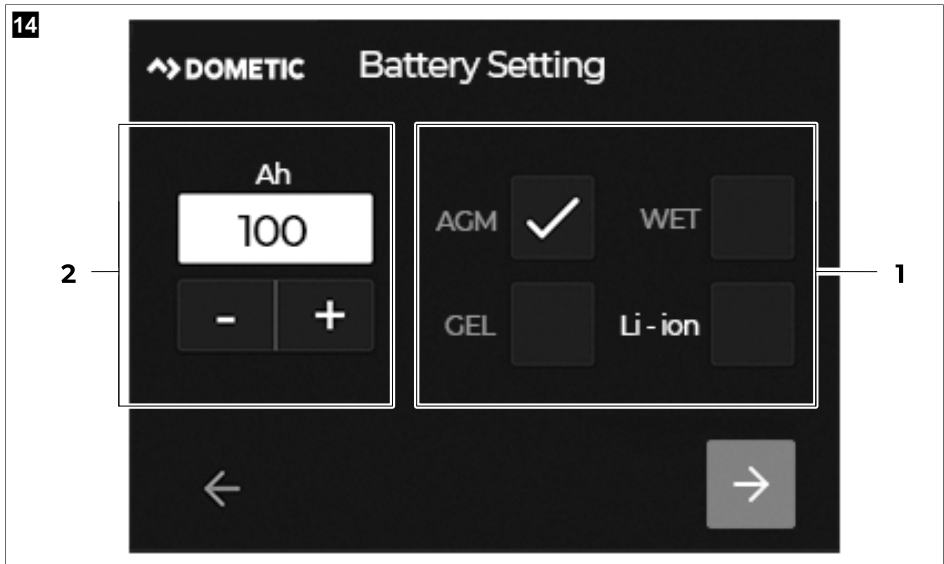 14
DOMETIC Battery Setting
Ah
100
- +
AGM WET
GEL Li - ion
2
1